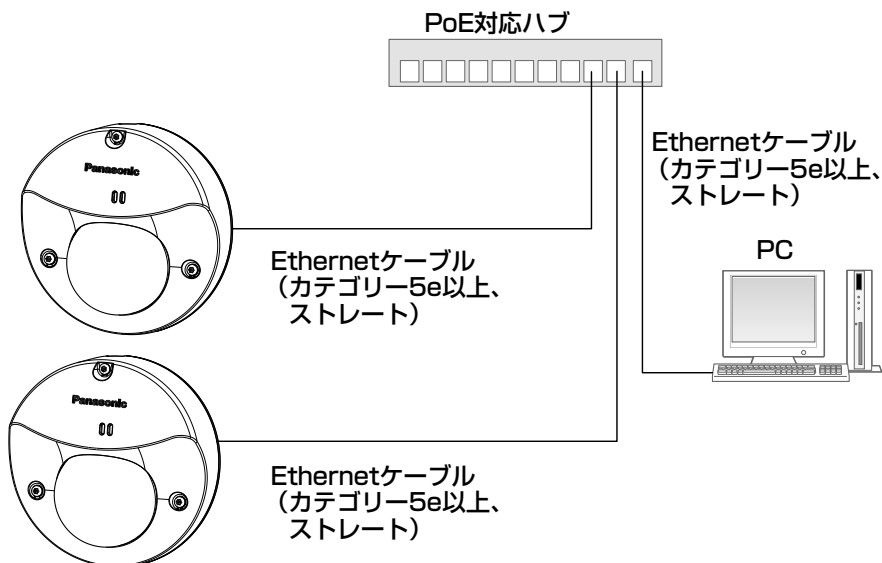 PoE対応ハブ
Ethernetケーブル
（カテゴリー5e以上、
ストレート）
Panasonic
Ethernetケーブル
（カテゴリー5e以上、
ストレート）
PC
Panasonic
Ethernetケーブル
（カテゴリー5e以上、
ストレート）